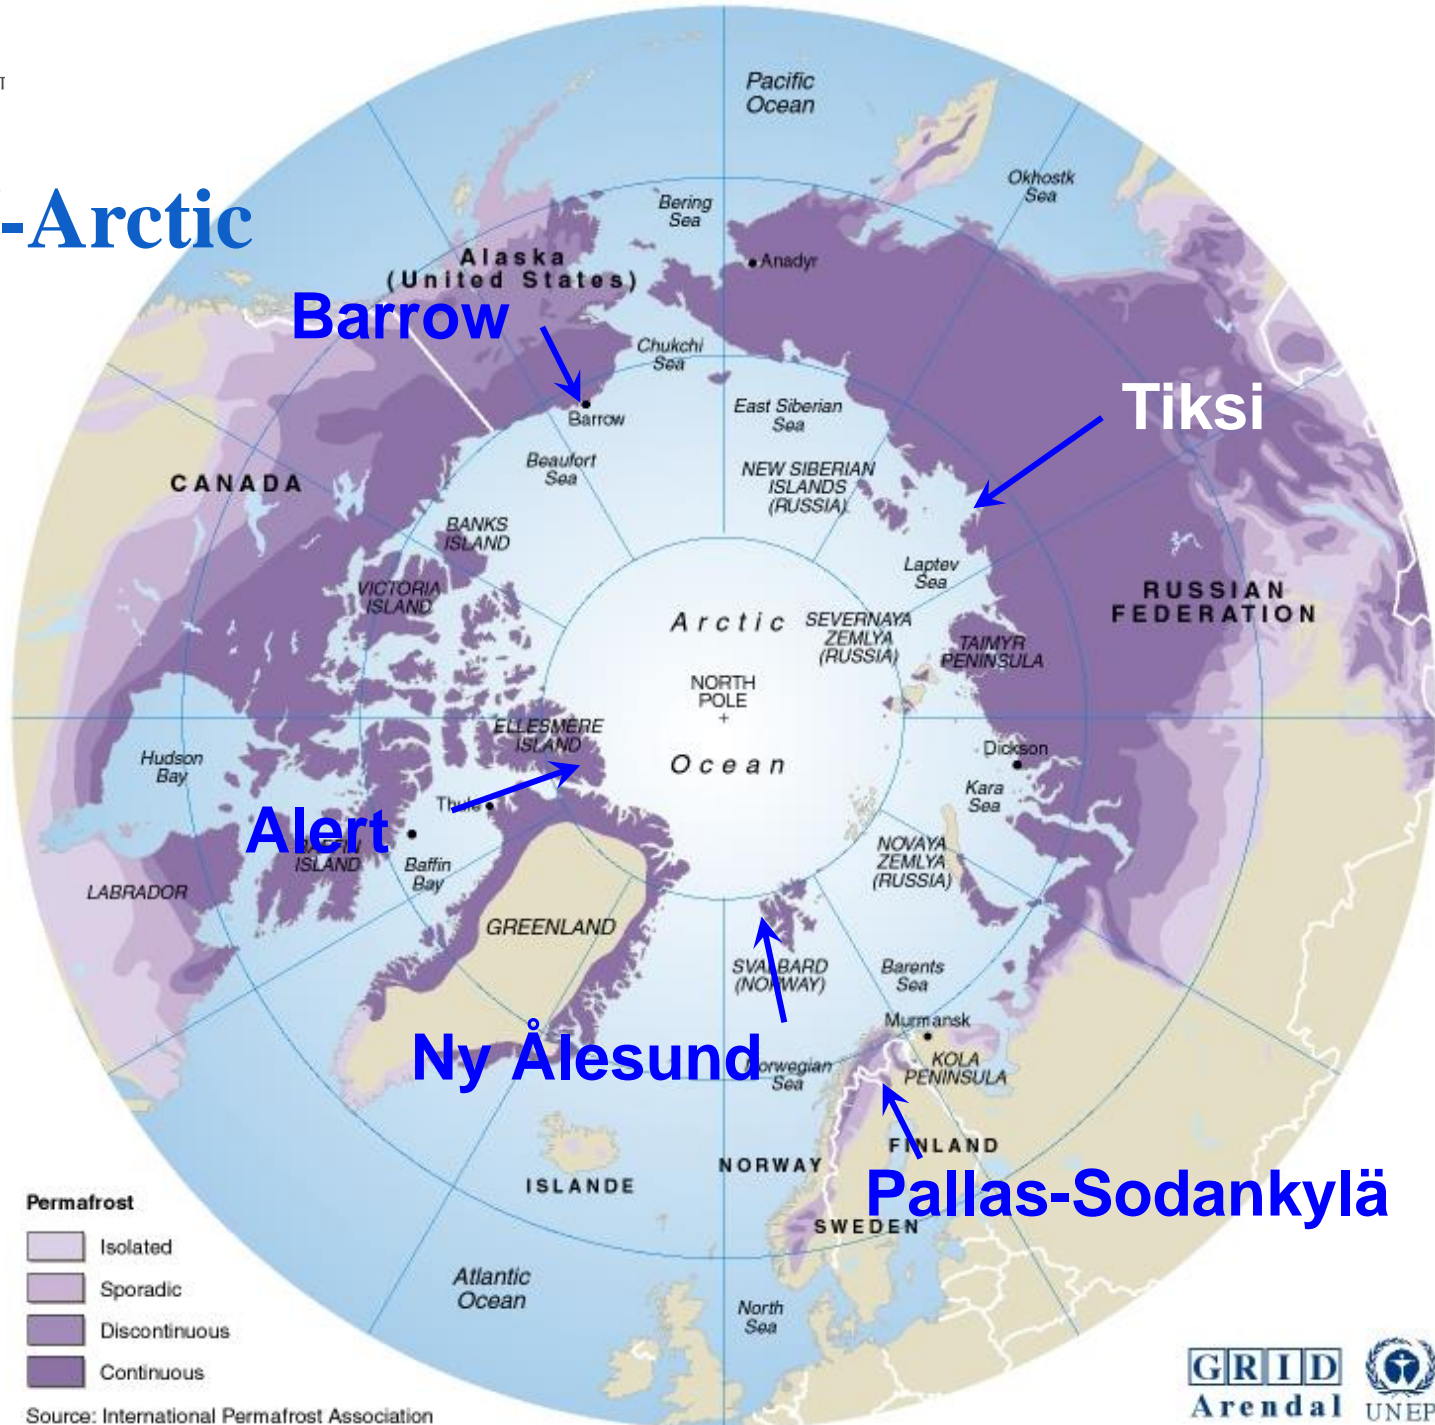 -Arctic
Pacific
Ocean
Okhostk
Sea
Bering
Sea
Alaska
(United States)
Anadyr
Barrow
Chukchi
Sea
Tiksi
Barrow
East Siberian
Sea
Beaufort
Sea
NEW SIBERIAN
ISLANDS
(RUSSIA)
CANADA
BANKS
ISLAND
VICTORIA
ISLAND
Laptev
Sea
RUSSIAN
FEDERATION
Arctic
SEVERNAYA
ZEMLYA
(RUSSIA)
TAIMYR
PENINSULA
NORTH
POLE
+
ELLESMERE
ISLAND
Ocean
Hudson
Bay
Dickson
Kara
Sea
Thule
Alert
BAFFIN
ISLAND
Baffin
Bay
NOVAYA
ZEMLYA
(RUSSIA)
LABRADOR
GREENLAND
SVALBARD
(NORWAY)
Barents
Sea
Murmansk
Ny Ålesund
Norwegian
Sea
KOLA
PENINSULA
FINLAND
NORWAY
ISLANDE
Pallas-Sodankylä
SWEDEN
Permafrost
Isolated
Sporadic
Discontinuous
Continuous
Atlantic
Ocean
North
Sea
Source: International Permafrost Association
GRID
Arendal
UNEP